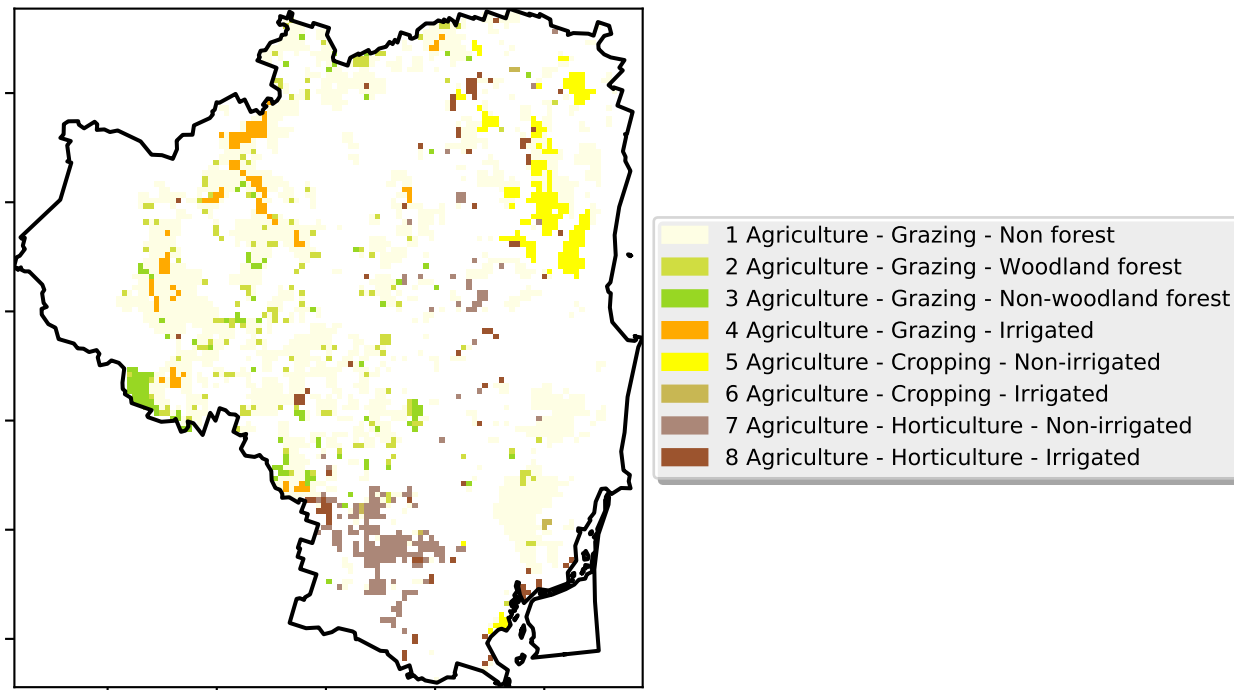 1 Agriculture - Grazing - Non forest
2 Agriculture - Grazing - Woodland forest
3 Agriculture - Grazing - Non-woodland forest
4 Agriculture - Grazing - Irrigated
5 Agriculture - Cropping - Non-irrigated
6 Agriculture - Cropping - Irrigated
7 Agriculture - Horticulture - Non-irrigated
8 Agriculture - Horticulture - Irrigated